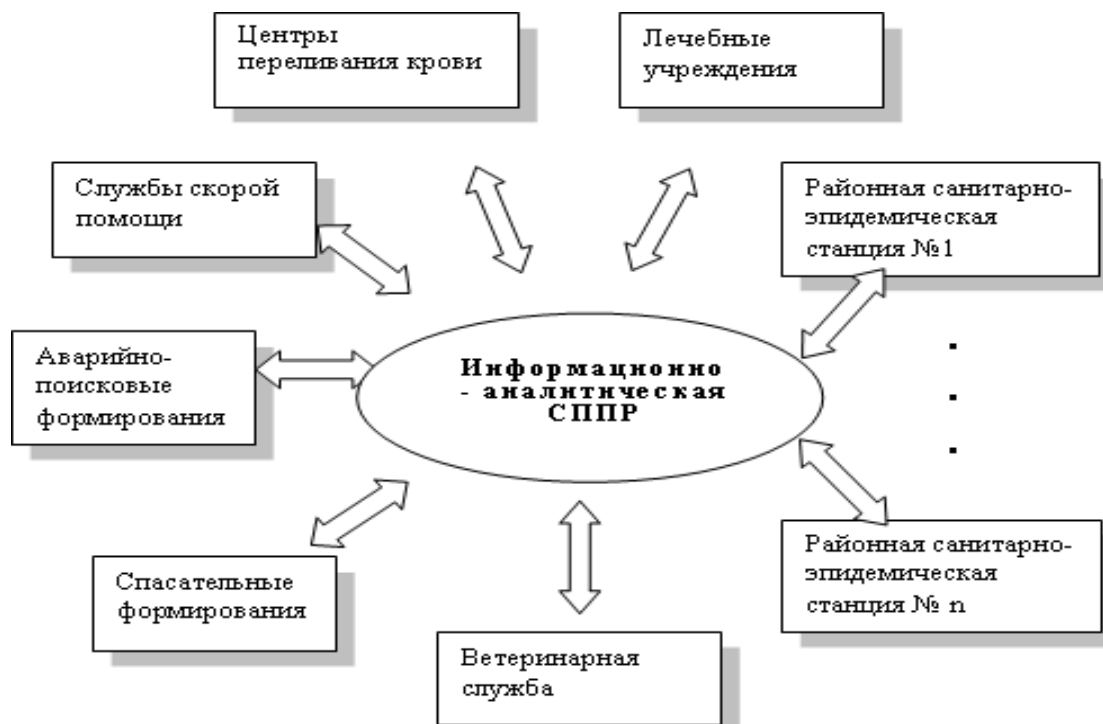 Центры
переливания крови
Лечебные
учреждения
Службы скорой
помощи
Районная санитарно-
эпидемическая
станция №1
Аварийно-
поисковые
формирования
Информационно
- аналитическая
СППР
Спасательные
формирования
Районная санитарно-
эпидемическая
станция № n
Ветеринарная
служба